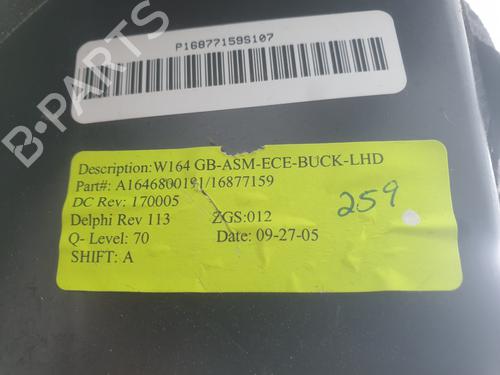 P16877159S107
B-PARTS
Description:W164 GB-ASM-ECE-BUCK-LHD
Part#: A1646800191/16877159
DC Rev: 170005
Delphi Rev 113 ZGS:012
Q- Level: 70 Date: 09-27-05
SHIFT: A
259